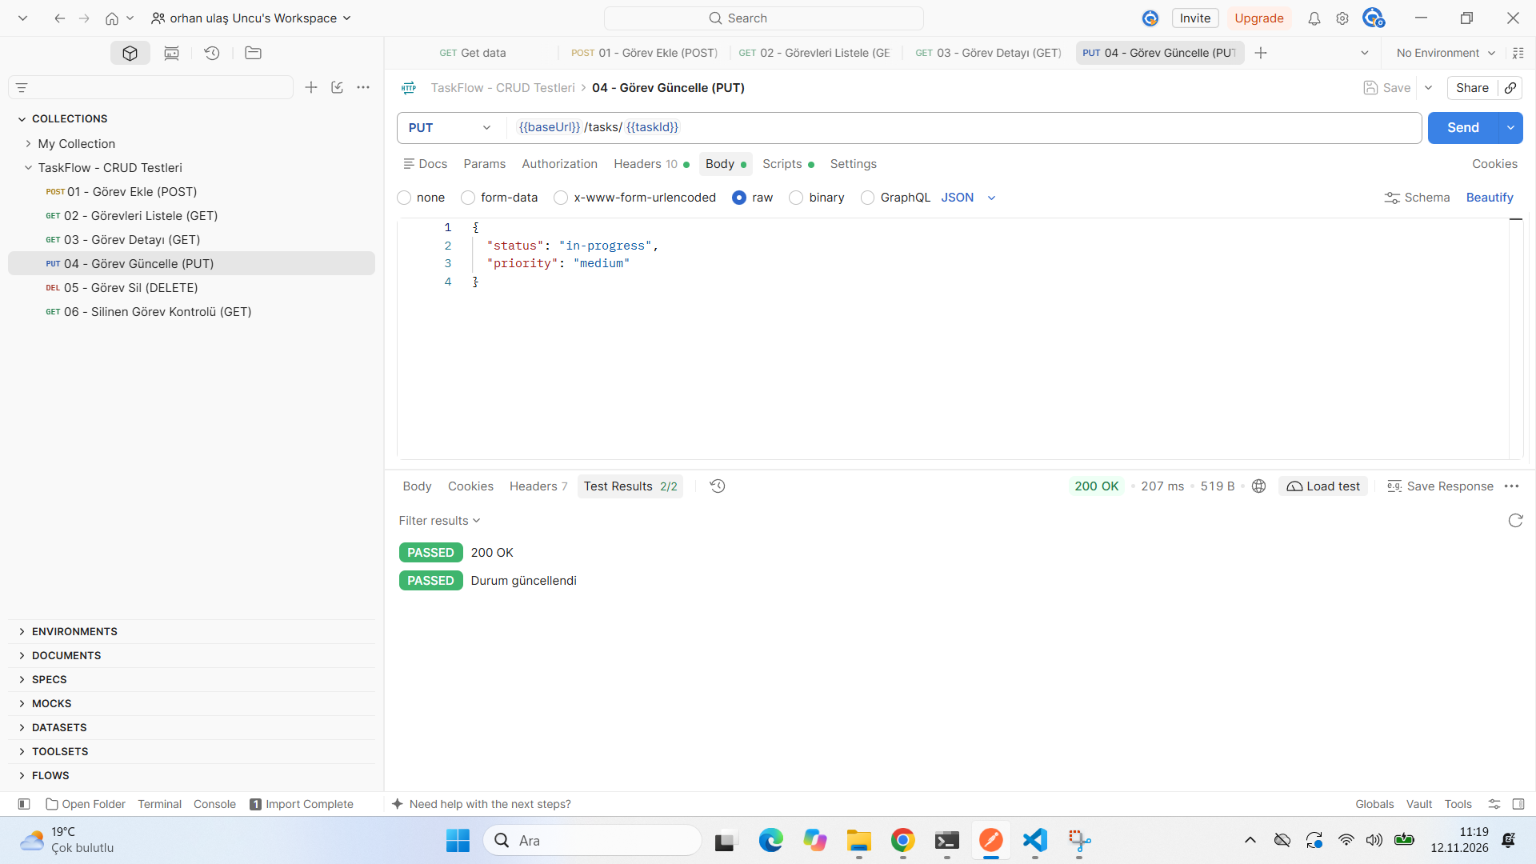 orhan ulaş Uncu's Workspace
Search
Invite
Upgrade
GET Get data
POST 01 - Görev Ekle (POST)
GET 02 - Görevleri Listele (GE
GET 03 - Görev Detayı (GET)
PUT 04 - Görev Güncelle (PUT
No Environment
HTTP TaskFlow - CRUD Testleri > 04 - Görev Güncelle (PUT)
Save
Share
COLLECTIONS
My Collection
TaskFlow - CRUD Testleri
POST 01 - Görev Ekle (POST)
GET 02 - Görevleri Listele (GET)
GET 03 - Görev Detayı (GET)
PUT 04 - Görev Güncelle (PUT)
DEL 05 - Görev Sil (DELETE)
GET 06 - Silinen Görev Kontrolü (GET)
ENVIRONMENTS
DOCUMENTS
SPECS
MOCKS
DATASETS
TOOLSETS
FLOWS
PUT
{{baseUrl}} /tasks/ {{taskId}}
Send
Docs Params Authorization Headers 10 Body Scripts Settings
Cookies
none form-data x-www-form-urlencoded raw binary GraphQL JSON
Schema Beautify
1 {
2 "status": "in-progress",
3 "priority": "medium"
4 }
Body Cookies Headers 7 Test Results 2/2
200 OK 207 ms 519 B Load test e.g. Save Response
Filter results
PASSED 200 OK
PASSED Durum güncellendi
Open Folder Terminal Console 1 Import Complete
Need help with the next steps?
Globals Vault Tools
19°C
Çok bulutlu
Ara
11:19
12.11.2026